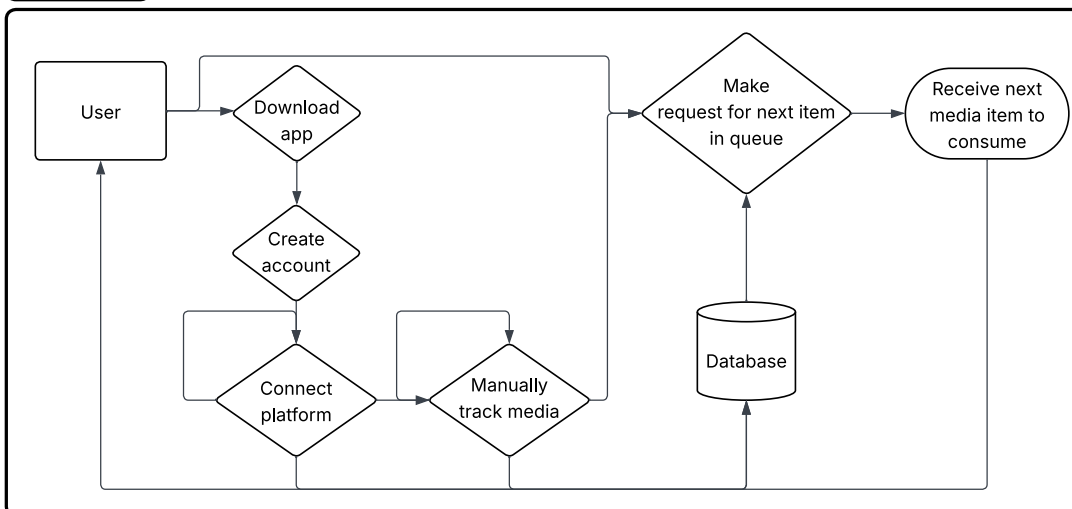 User
Download
app
Make
request for next item
in queue
Receive next
media item to
consume
Create
account
Connect
platform
Manually
track media
Database